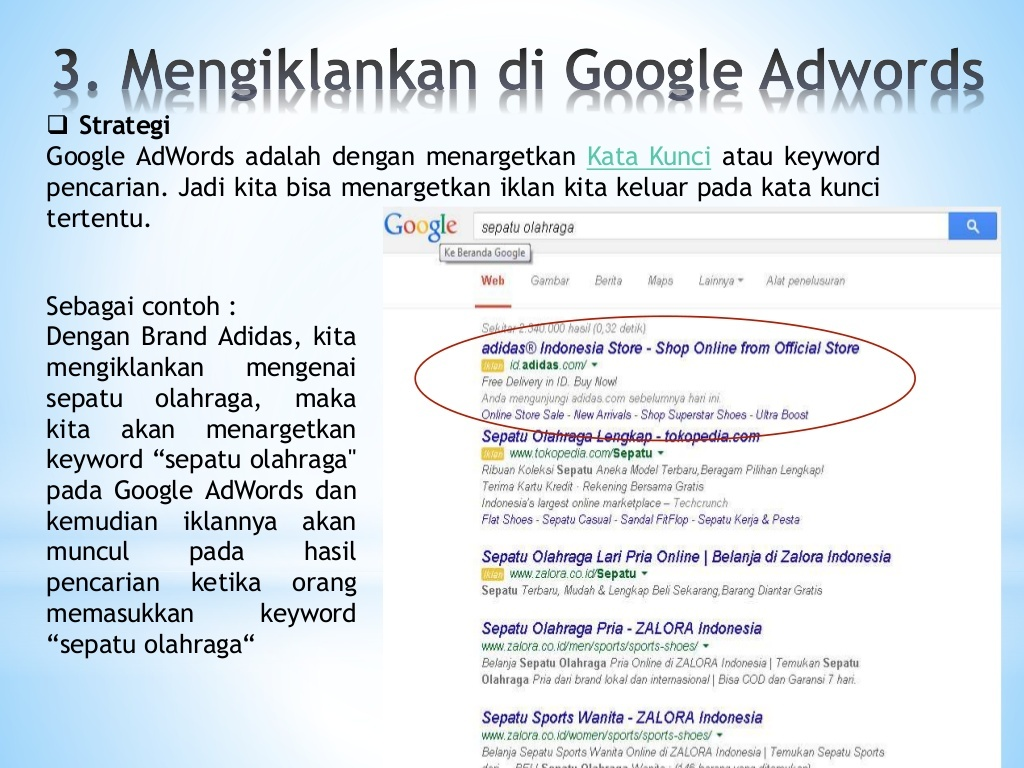 3. Mengiklankan di Google Adwords
❑ Strategi
Google AdWords adalah dengan menargetkan Kata Kunci atau keyword
pencarian. Jadi kita bisa menargetkan iklan kita keluar pada kata kunci
tertentu.
Sebagai contoh :
Dengan Brand Adidas, kita
mengiklankan mengenai
sepatu olahraga, maka
kita akan menargetkan
keyword “sepatu olahraga"
pada Google AdWords dan
kemudian iklannya akan
muncul pada hasil
pencarian ketika orang
memasukkan keyword
“sepatu olahraga“
Google sepatu olahraga
Ke Beranda Google
Web Gambar Berita Maps Lainnya Alat penelusuran
Sekitar 2.340.000 hasil (0,32 detik)
adidas® Indonesia Store - Shop Online from Official Store
Iklan id.adidas.com/
Free Delivery in ID. Buy Now!
Anda mengunjungi adidas.com sebelumnya hari ini.
Online Store Sale - New Arrivals - Shop Superstar Shoes - Ultra Boost
Sepatu Olahraga Lengkap - tokopedia.com
Iklan www.tokopedia.com/Sepatu
Ribuan Koleksi Sepatu Aneka Model Terbaru,Beragam Pilihan Lengkap!
Terima Kartu Kredit · Rekening Bersama Gratis
Indonesia's largest online marketplace – Techcrunch
Flat Shoes - Sepatu Casual - Sandal FitFlop - Sepatu Kerja & Pesta
Sepatu Olahraga Lari Pria Online | Belanja di Zalora Indonesia
Iklan www.zalora.co.id/Sepatu
Sepatu Terbaru, Mudah & Lengkap Beli Sekarang,Barang Diantar Gratis
Sepatu Olahraga Pria - ZALORA Indonesia
www.zalora.co.id/men/sports/sports-shoes/
Belanja Sepatu Olahraga Pria Online di ZALORA Indonesia | Temukan Sepatu
Olahraga Pria dari brand lokal dan internasional | Bisa COD dan Garansi 7 hari.
Sepatu Sports Wanita - ZALORA Indonesia
www.zalora.co.id/women/sports/sports-shoes/
Belanja Sepatu Sports Wanita Online di ZALORA Indonesia | Temukan Sepatu Sports